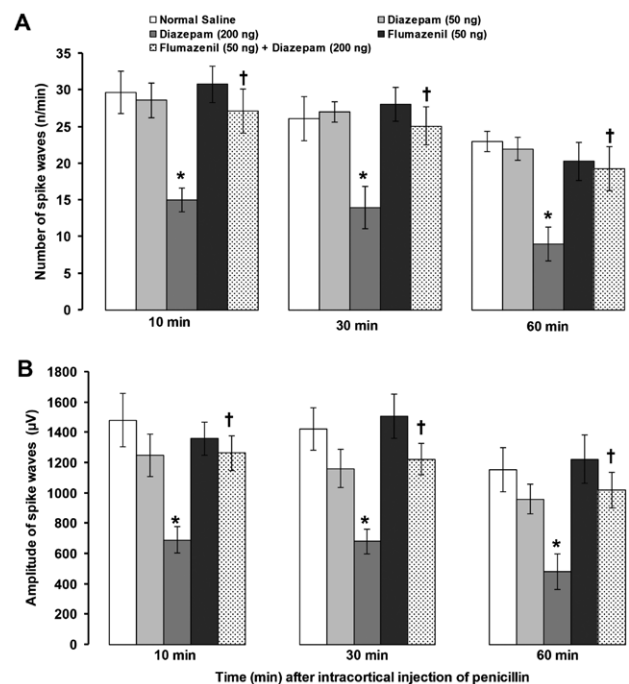 A
Normal Saline
Diazepam (50 ng)
Diazepam (200 ng)
Flumazenil (50 ng)
Flumazenil (50 ng) + Diazepam (200 ng)
Number of spike waves (n/min)
35
30
25
20
15
10
5
0
* † * † * †
10 min 30 min 60 min
B
Amplitude of spike waves (µV)
1800
1600
1400
1200
1000
800
600
400
200
0
* † * † * †
10 min 30 min 60 min
Time (min) after intracortical injection of penicillin